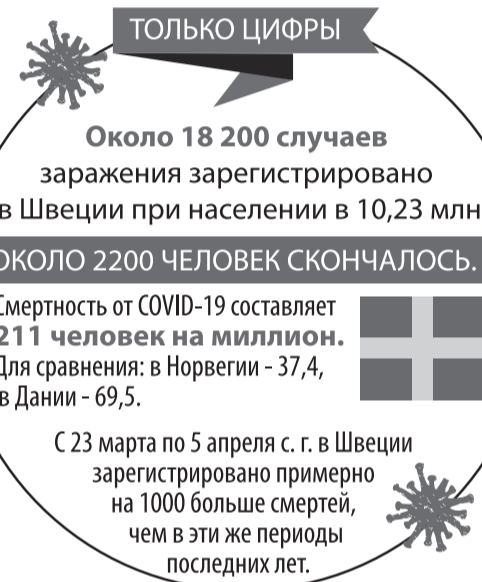 ТОЛЬКО ЦИФРЫ
Около 18 200 случаев
заражения зарегистрировано
в Швеции при населении в 10,23 млн
ОКОЛО 2200 ЧЕЛОВЕК СКОНЧАЛОСЬ.
Смертность от COVID-19 составляет
211 человек на миллион.
Для сравнения: в Норвегии - 37,4,
в Дании - 69,5.
С 23 марта по 5 апреля с. г. в Швеции
зарегистрировано примерно
на 1000 больше смертей,
чем в эти же периоды
последних лет.